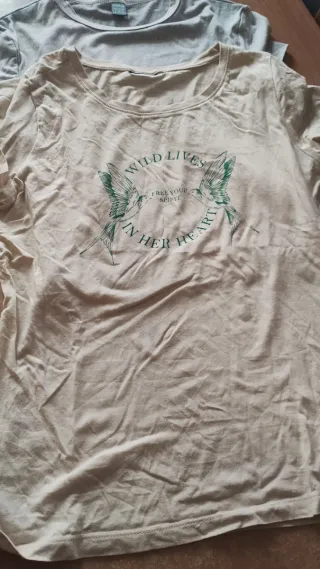 WILD LIVES
FREE YOUR
SPIRIT
IN HER HEART